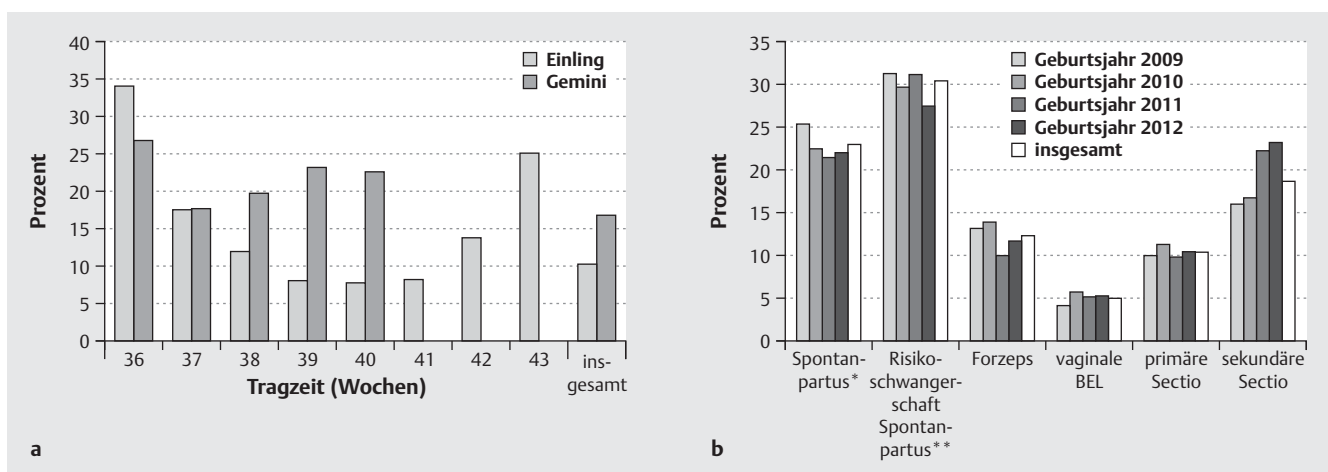 40
35
30
25
20
15
10
5
0
Prozent
Einling
Gemini
36 37 38 39 40 41 42 43 ins-
gesamt
Tragzeit (Wochen)
a
35
30
25
20
15
10
5
0
Prozent
Geburtsjahr 2009
Geburtsjahr 2010
Geburtsjahr 2011
Geburtsjahr 2012
insgesamt
Spontan-
partus*
Risiko-
schwanger-
schaft
Spontan-
partus**
Forzeps
vaginale
BEL
primäre
Sectio
sekundäre
Sectio
b